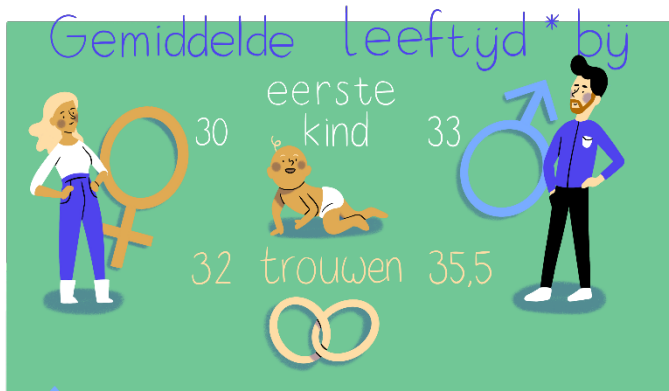 Gemiddelde leeftijd * bij
eerste
30 kind 33
32 trouwen 35,5